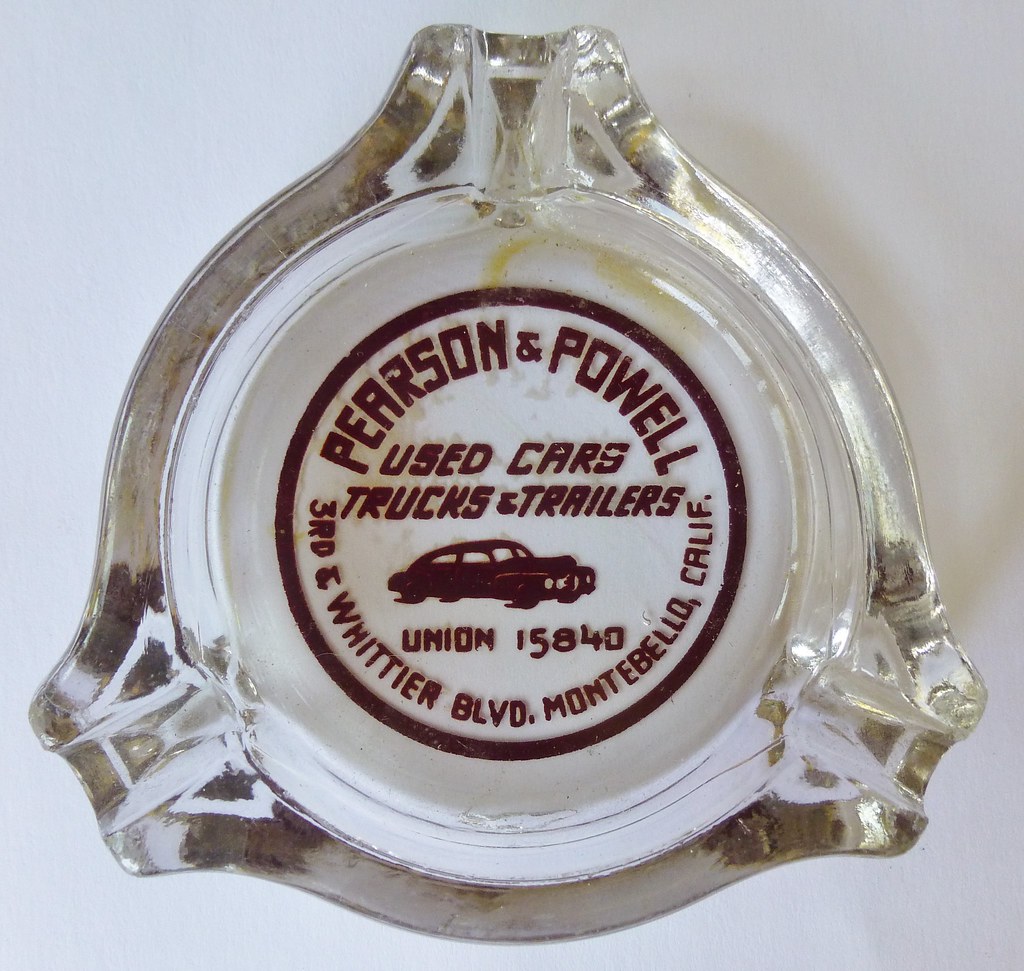 PEARSON & POWELL
USED CARS
TRUCKS & TRAILERS
UNION 15840
3RD & WHITTIER BLVD. MONTEBELLO, CALIF.